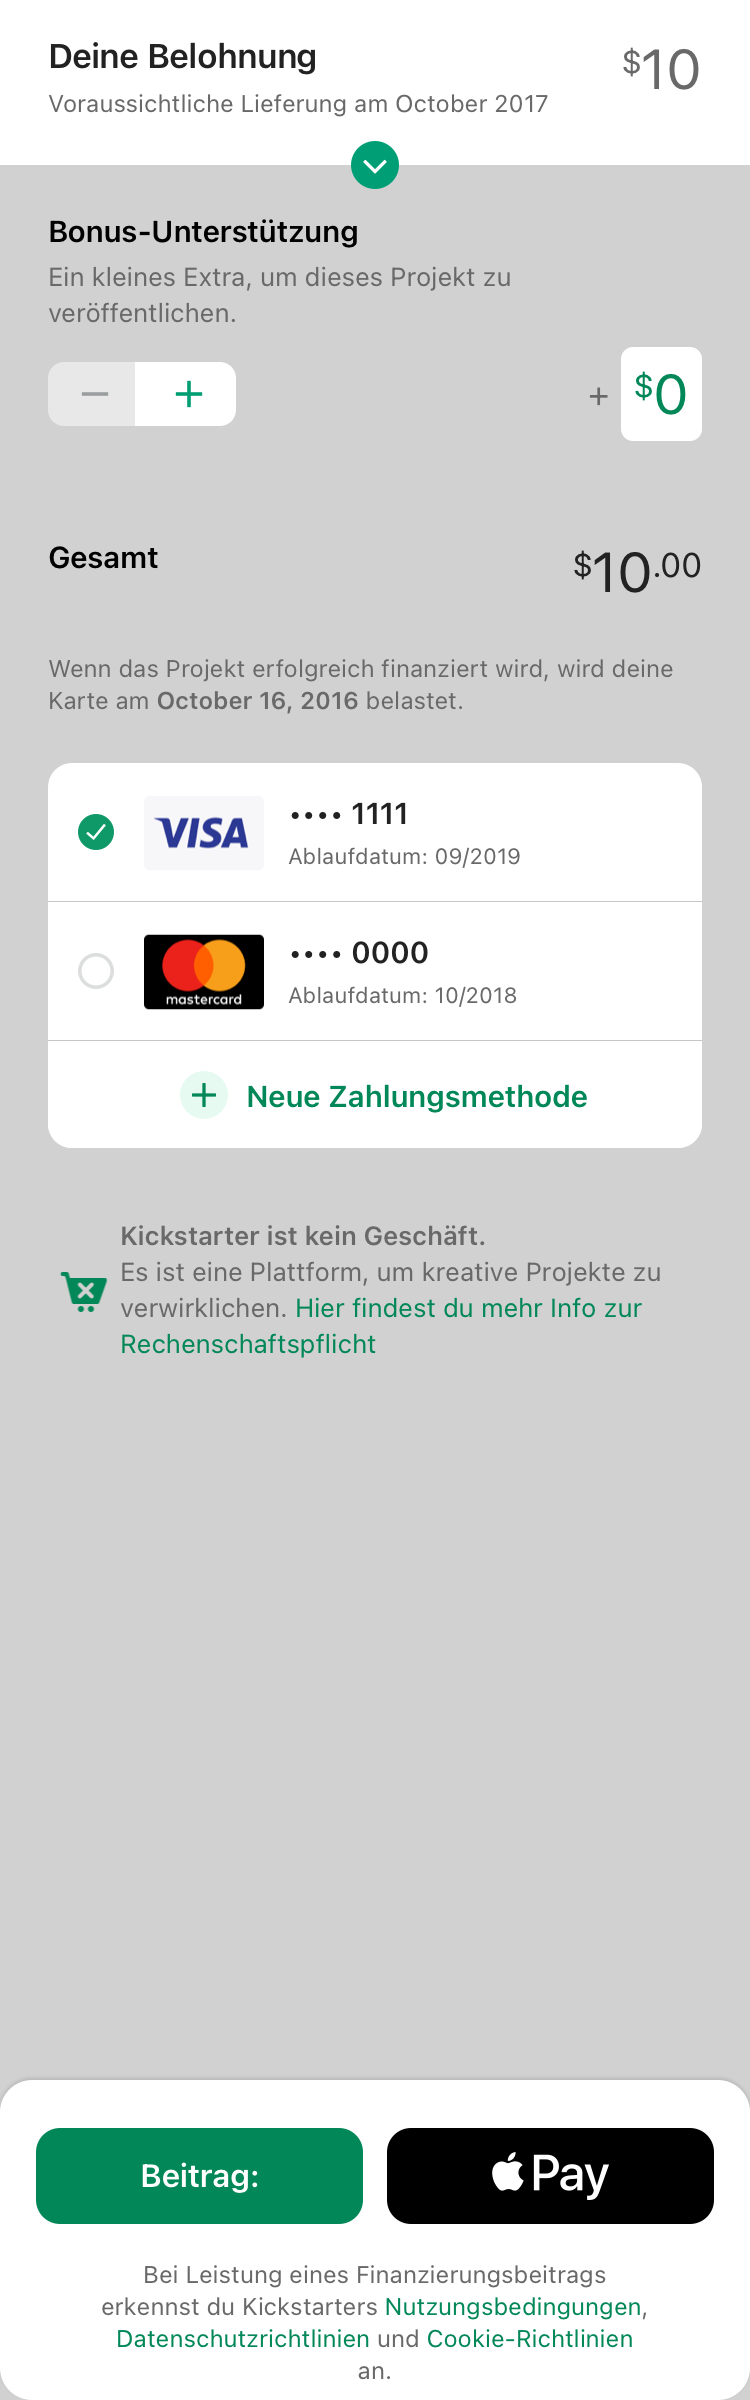 Deine Belohnung
$10
Voraussichtliche Lieferung am October 2017
Bonus-Unterstützung
Ein kleines Extra, um dieses Projekt zu
veröffentlichen.
− + + $0
Gesamt
$10.00
Wenn das Projekt erfolgreich finanziert wird, wird deine
Karte am October 16, 2016 belastet.
VISA
•••• 1111
Ablaufdatum: 09/2019
mastercard
•••• 0000
Ablaufdatum: 10/2018
+ Neue Zahlungsmethode
Kickstarter ist kein Geschäft.
Es ist eine Plattform, um kreative Projekte zu
verwirklichen. Hier findest du mehr Info zur
Rechenschaftspflicht
Beitrag:
Pay
Bei Leistung eines Finanzierungsbeitrags
erkennst du Kickstarters Nutzungsbedingungen,
Datenschutzrichtlinien und Cookie-Richtlinien
an.